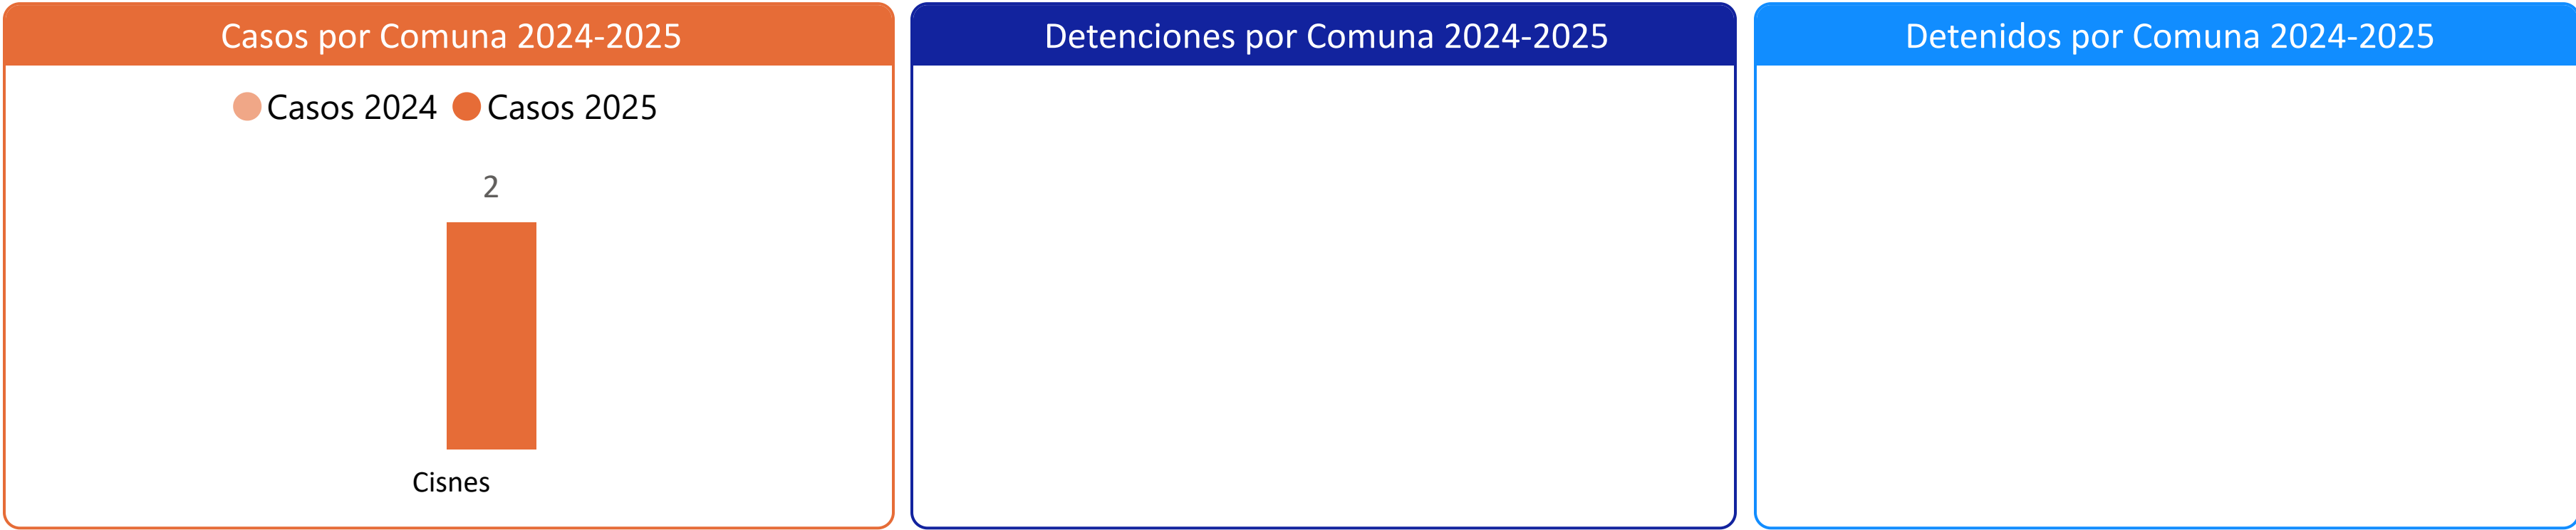 Casos por Comuna 2024-2025
Casos 2024 Casos 2025
2
Cisnes
Detenciones por Comuna 2024-2025
Detenidos por Comuna 2024-2025